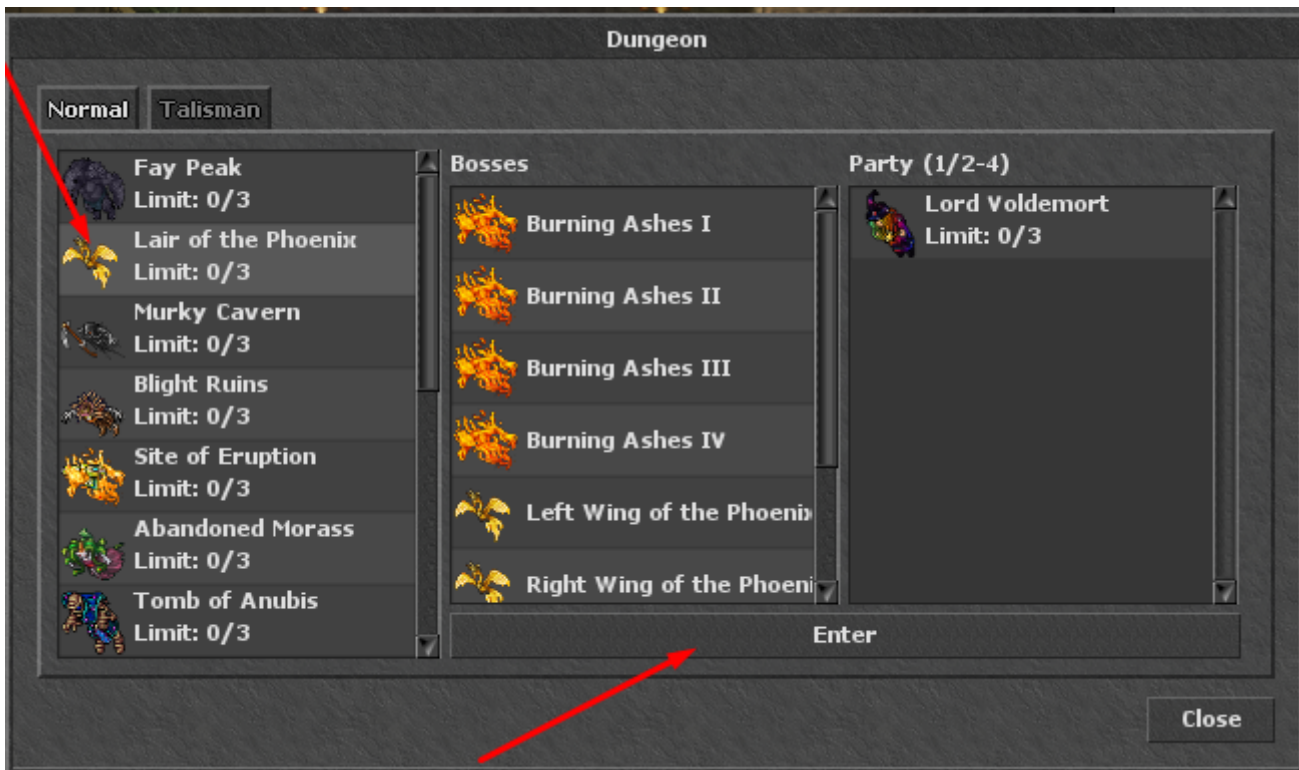 Dungeon
Normal
Talisman
Fay Peak
Limit: 0/3
Lair of the Phoenix
Limit: 0/3
Murky Cavern
Limit: 0/3
Blight Ruins
Limit: 0/3
Site of Eruption
Limit: 0/3
Abandoned Morass
Limit: 0/3
Tomb of Anubis
Limit: 0/3
Bosses
Burning Ashes I
Burning Ashes II
Burning Ashes III
Burning Ashes IV
Left Wing of the Phoenix
Right Wing of the Phoeni
Party (1/2-4)
Lord Voldemort
Limit: 0/3
Enter
Close